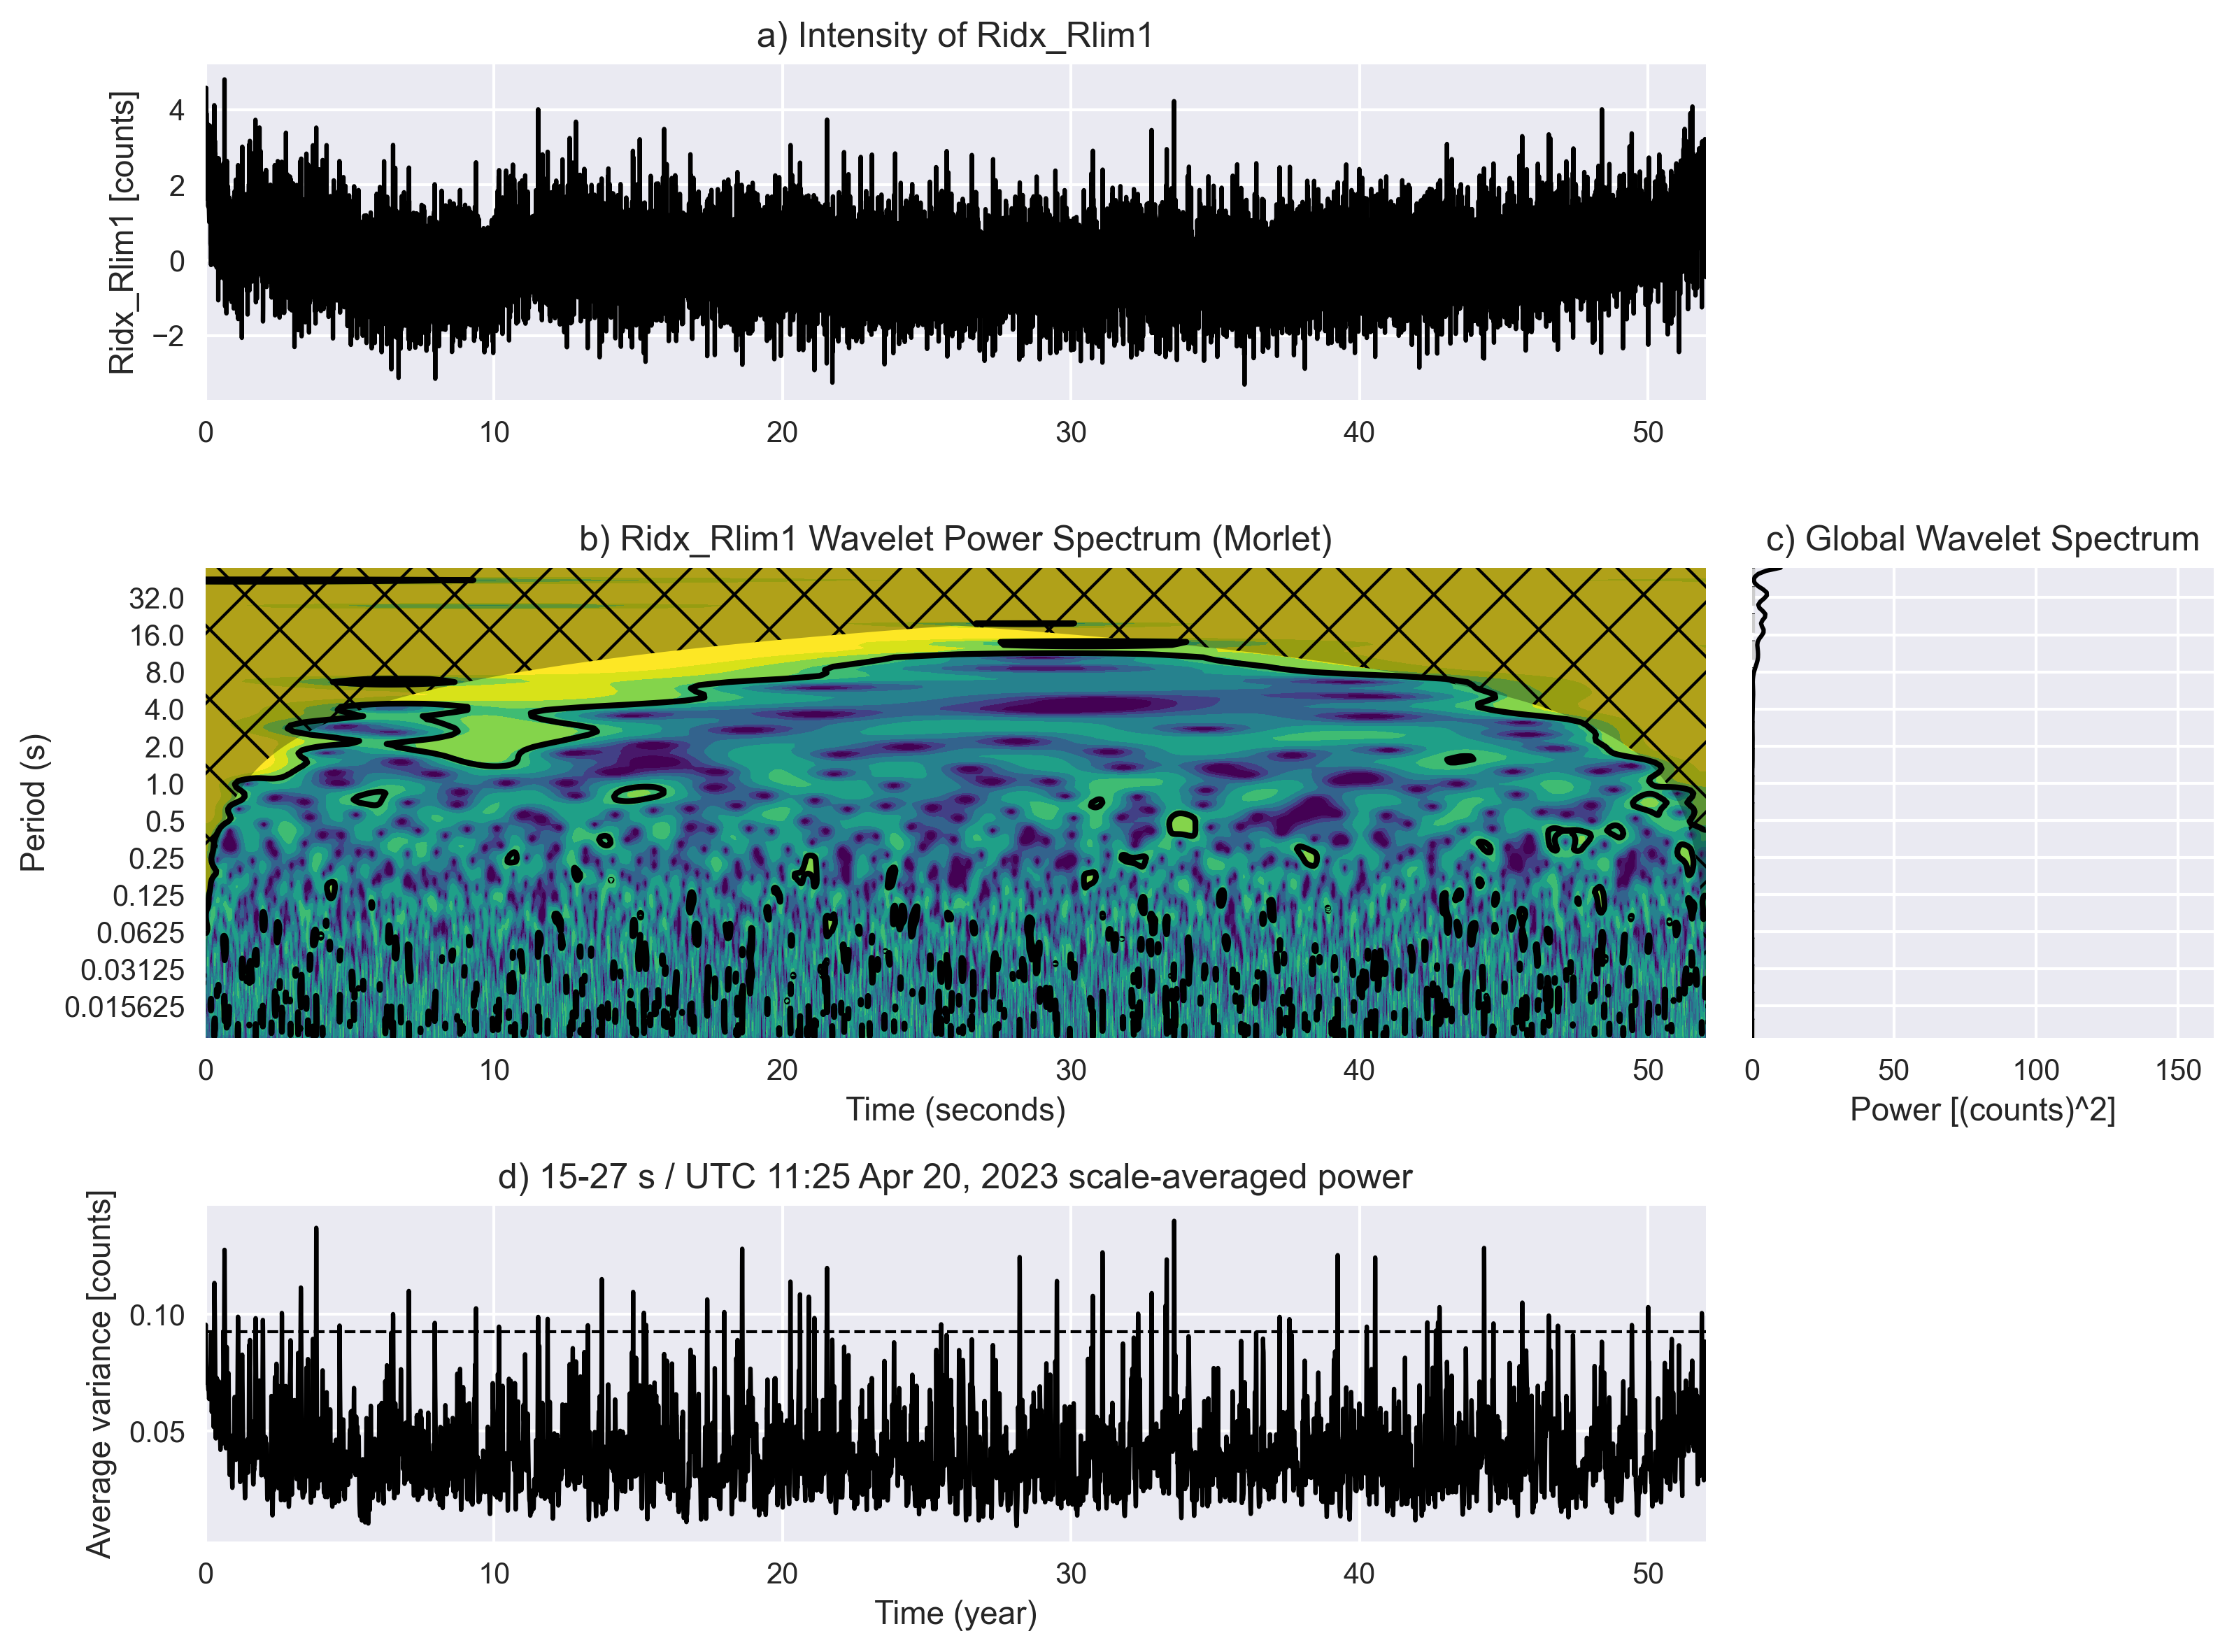 a) Intensity of Ridx_Rlim1
Ridx_Rlim1 [counts]
4
2
0
−2
0 10 20 30 40 50
b) Ridx_Rlim1 Wavelet Power Spectrum (Morlet)
Period (s)
32.0
16.0
8.0
4.0
2.0
1.0
0.5
0.25
0.125
0.0625
0.03125
0.015625
0 10 20 30 40 50
Time (seconds)
c) Global Wavelet Spectrum
0 50 100 150
Power [(counts)^2]
d) 15-27 s / UTC 11:25 Apr 20, 2023 scale-averaged power
Average variance [counts]
0.10
0.05
0 10 20 30 40 50
Time (year)